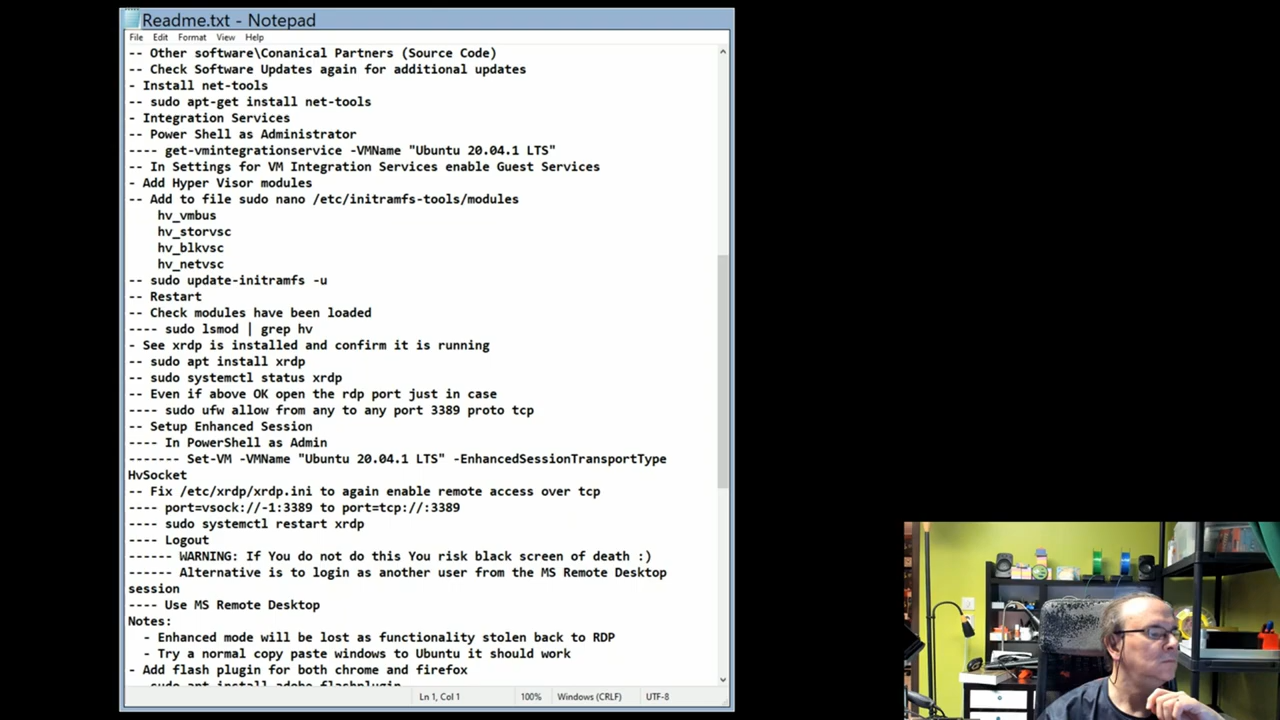 Readme.txt - Notepad
File Edit Format View Help
-- Other software\Conanical Partners (Source Code)
-- Check Software Updates again for additional updates
- Install net-tools
-- sudo apt-get install net-tools
- Integration Services
-- Power Shell as Administrator
---- get-vmintegrationservice -VMName "Ubuntu 20.04.1 LTS"
-- In Settings for VM Integration Services enable Guest Services
- Add Hyper Visor modules
-- Add to file sudo nano /etc/initramfs-tools/modules
hv_vmbus
hv_storvsc
hv_blkvsc
hv_netvsc
-- sudo update-initramfs -u
-- Restart
-- Check modules have been loaded
---- sudo lsmod | grep hv
- See xrdp is installed and confirm it is running
-- sudo apt install xrdp
-- sudo systemctl status xrdp
-- Even if above OK open the rdp port just in case
---- sudo ufw allow from any to any port 3389 proto tcp
-- Setup Enhanced Session
---- In PowerShell as Admin
------- Set-VM -VMName "Ubuntu 20.04.1 LTS" -EnhancedSessionTransportType
HvSocket
-- Fix /etc/xrdp/xrdp.ini to again enable remote access over tcp
---- port=vsock://-1:3389 to port=tcp://:3389
---- sudo systemctl restart xrdp
---- Logout
------ WARNING: If You do not do this You risk black screen of death :)
------ Alternative is to login as another user from the MS Remote Desktop
session
---- Use MS Remote Desktop
Notes:
- Enhanced mode will be lost as functionality stolen back to RDP
- Try a normal copy paste windows to Ubuntu it should work
- Add flash plugin for both chrome and firefox
-- sudo apt install adobe-flashplugin
Ln 1, Col 1 100% Windows (CRLF) UTF-8